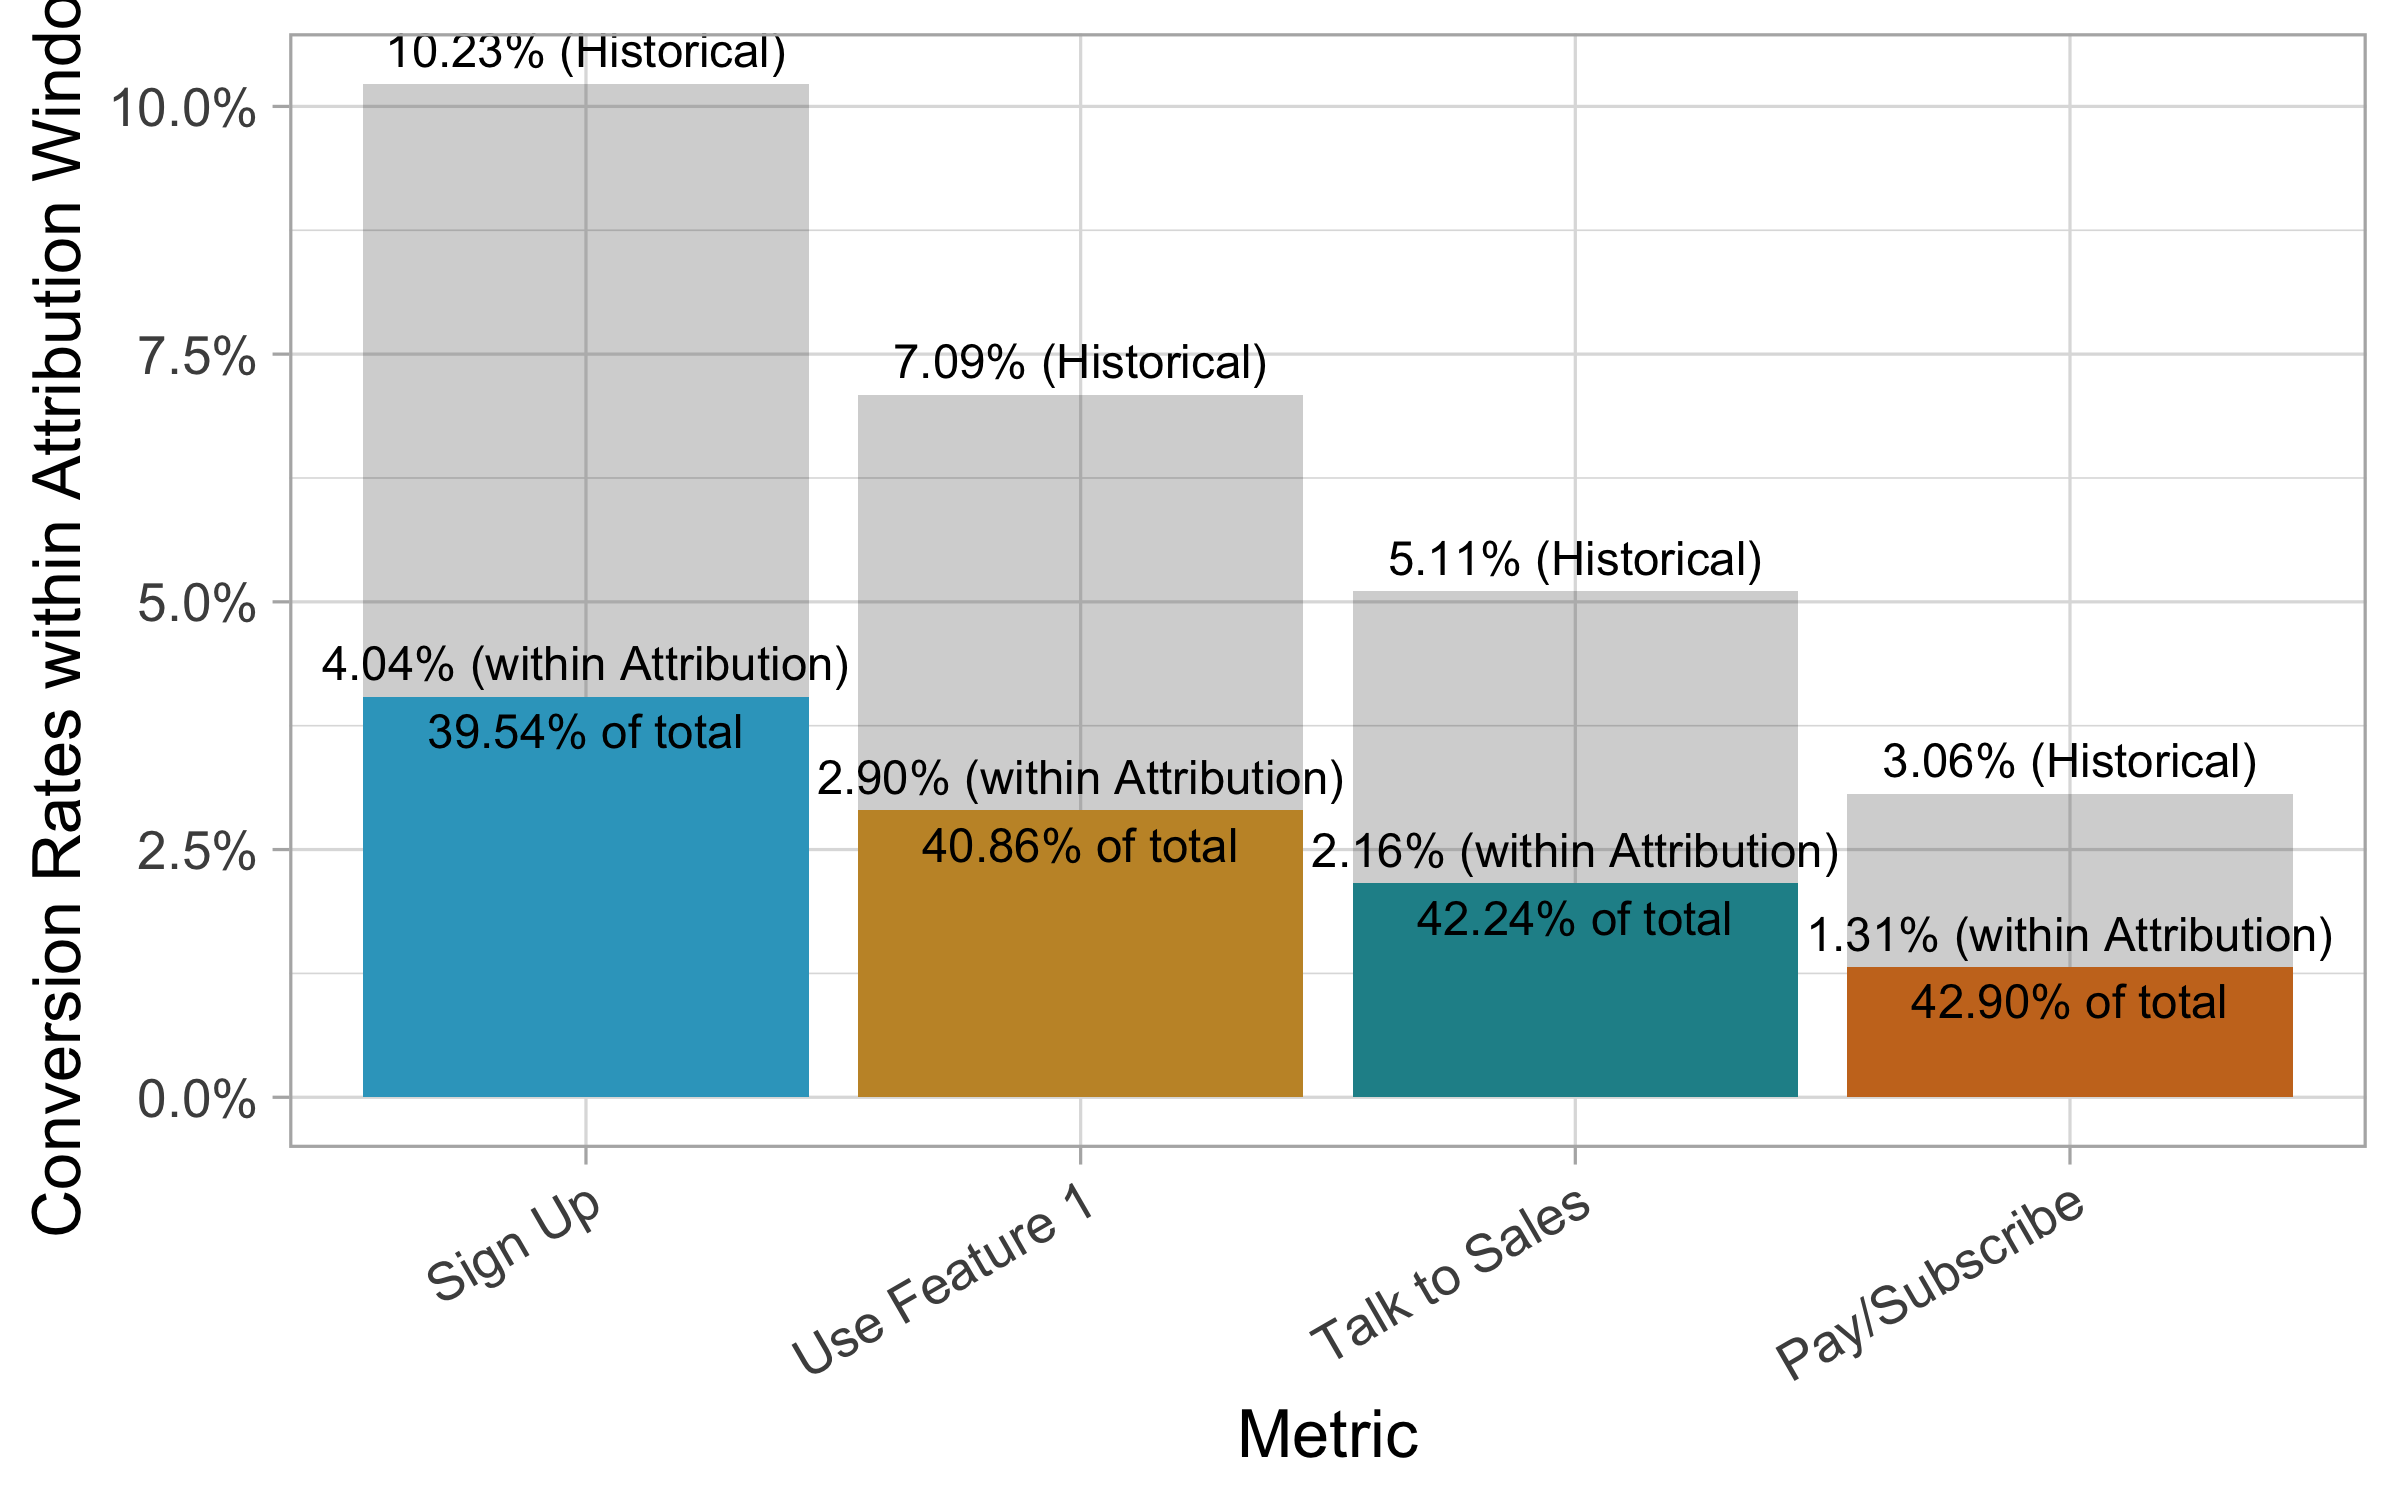 Conversion Rates within Attribution Windo
10.0%
7.5%
5.0%
2.5%
0.0%
10.23% (Historical)
4.04% (within Attribution)
39.54% of total
7.09% (Historical)
2.90% (within Attribution)
40.86% of total
5.11% (Historical)
2.16% (within Attribution)
42.24% of total
3.06% (Historical)
1.31% (within Attribution)
42.90% of total
Sign Up
Use Feature 1
Talk to Sales
Pay/Subscribe
Metric